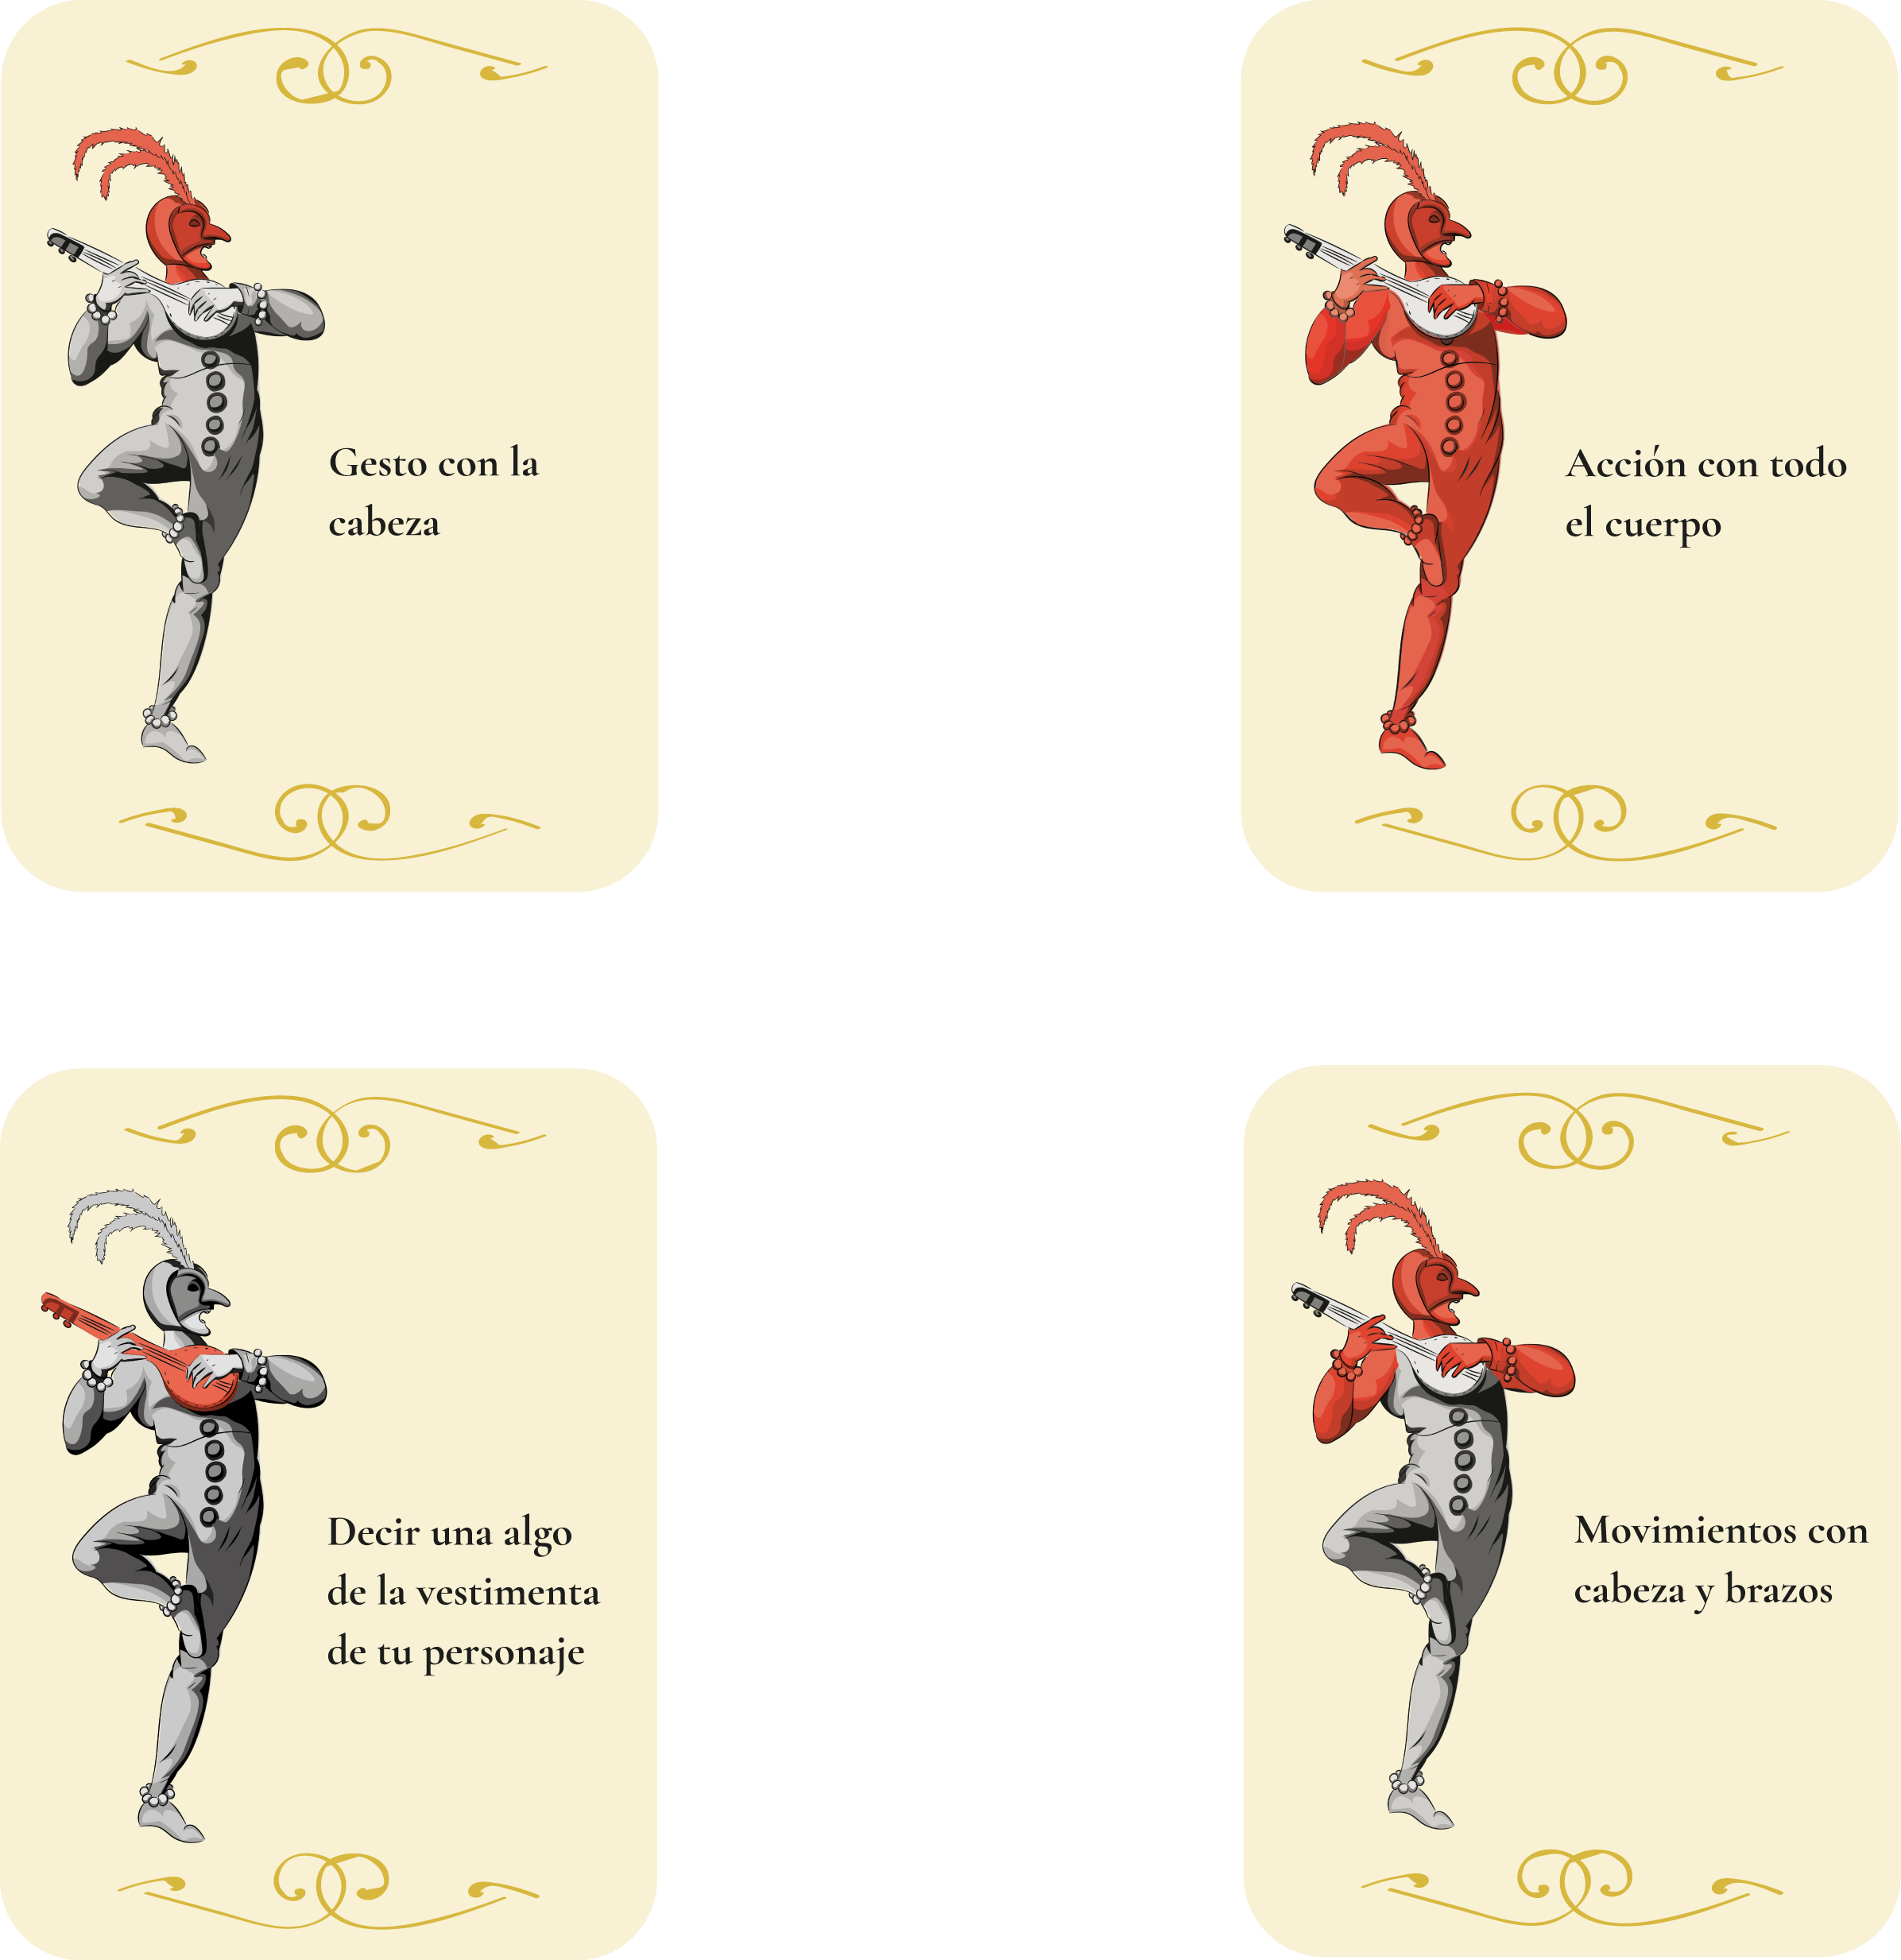 Gesto con la
cabeza
Acción con todo
el cuerpo
Decir una algo
de la vestimenta
de tu personaje
Movimientos con
cabeza y brazos